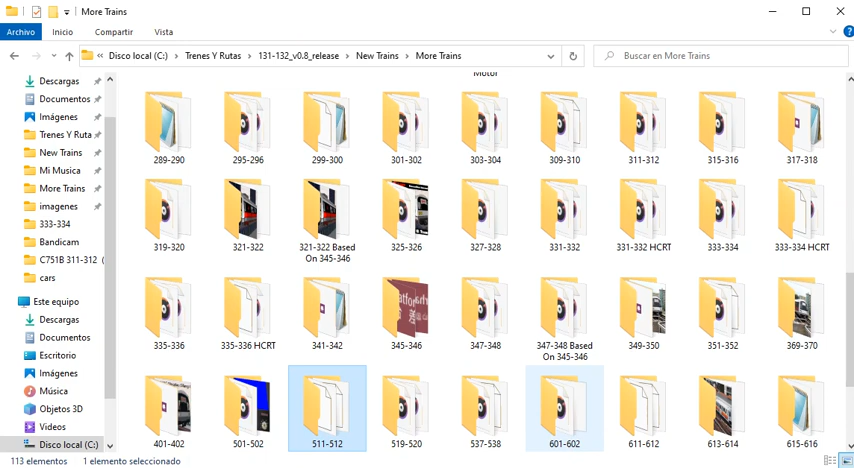 More Trains
Archivo Inicio Compartir Vista
« Disco local (C:) > Trenes Y Rutas > 131-132_v0.8_release > New Trains > More Trains
Buscar en More Trains
Descargas
Documentos
Imágenes
Trenes Y Ruta
New Trains
Mi Musica
More Trains
imagenes
333-334
Bandicam
C751B 311-312 (
cars
Este equipo
Descargas
Documentos
Escritorio
Imágenes
Música
Objetos 3D
Vídeos
Disco local (C:)
Motor
289-290 295-296 299-300 301-302 303-304 309-310 311-312 315-316 317-318
319-320 321-322 321-322 Based On 345-346 325-326 327-328 331-332 331-332 HCRT 333-334 333-334 HCRT
335-336 335-336 HCRT 341-342 345-346 347-348 347-348 Based On 345-346 349-350 351-352 369-370
401-402 501-502 511-512 519-520 537-538 601-602 611-612 613-614 615-616
113 elementos 1 elemento seleccionado